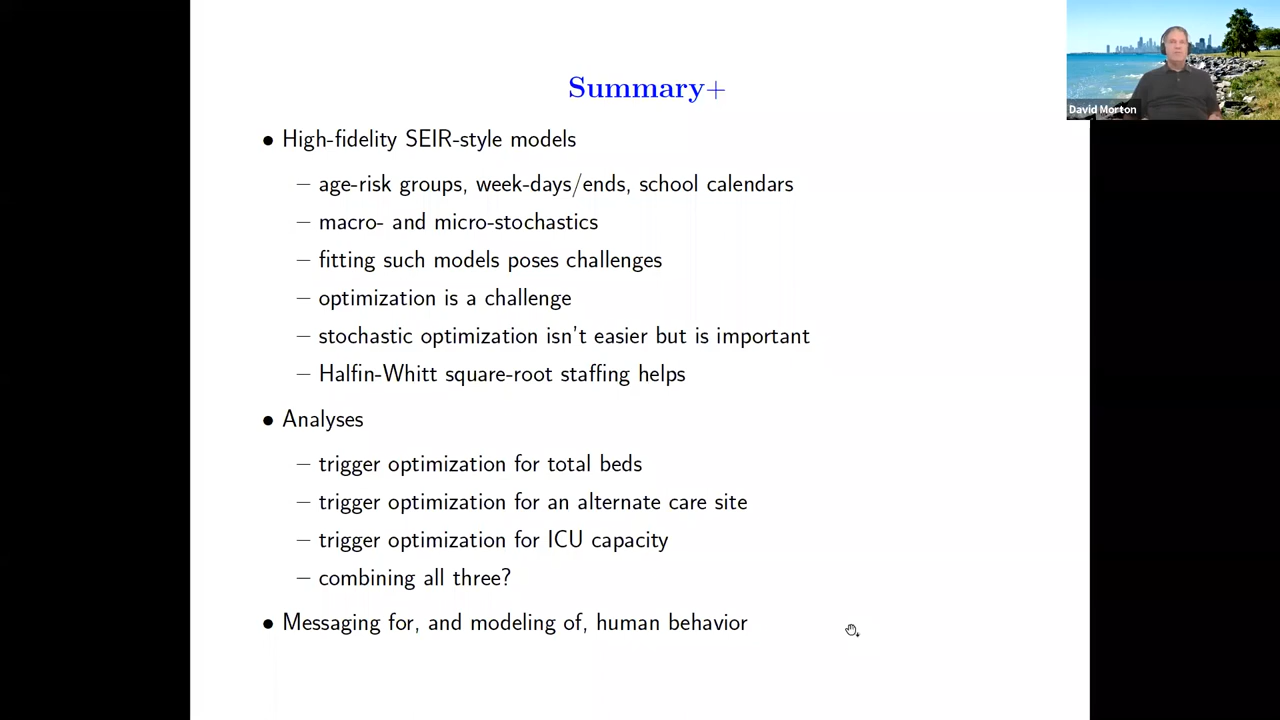 Summary+
• High-fidelity SEIR-style models
– age-risk groups, week-days/ends, school calendars
– macro- and micro-stochastics
– fitting such models poses challenges
– optimization is a challenge
– stochastic optimization isn't easier but is important
– Halfin-Whitt square-root staffing helps
• Analyses
– trigger optimization for total beds
– trigger optimization for an alternate care site
– trigger optimization for ICU capacity
– combining all three?
• Messaging for, and modeling of, human behavior
David Morton